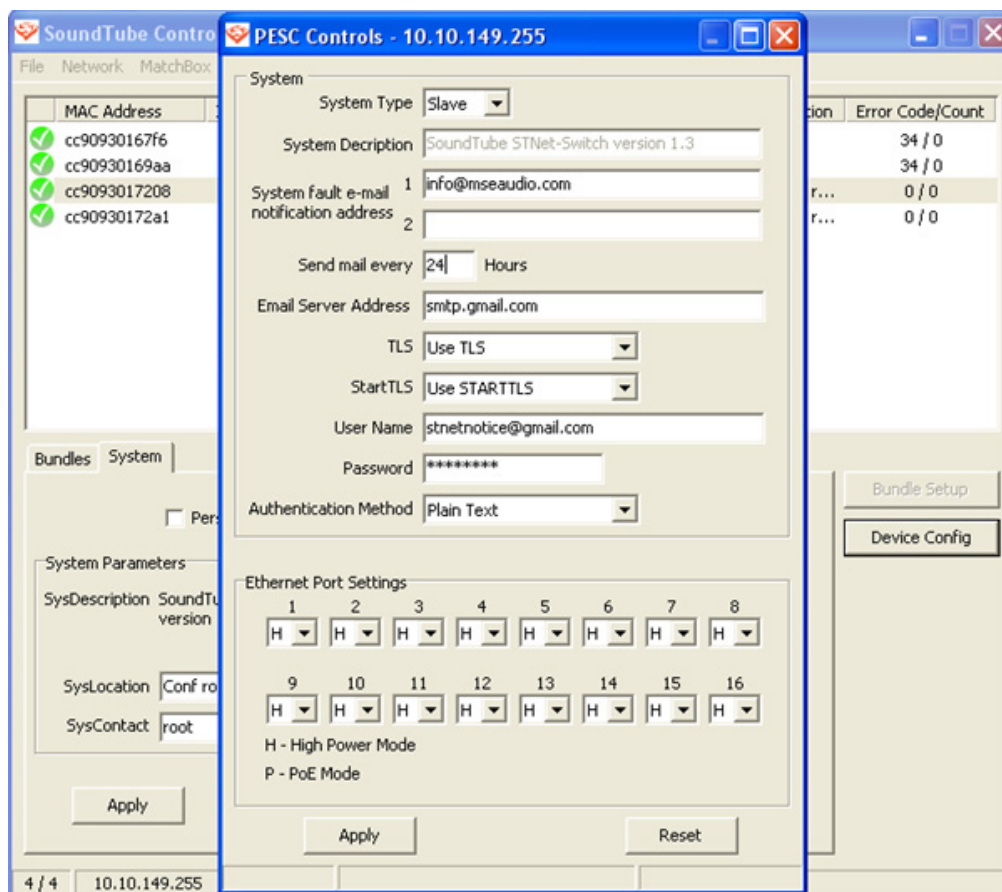 SoundTube Contro
File Network MatchBox
MAC Address
tion
Error Code/Count
cc90930167f6
34 / 0
cc90930169aa
34 / 0
cc9093017208
r...
0 / 0
cc90930172a1
r...
0 / 0
Bundles
System
Pers
System Parameters
SysDescription SoundTu
version
SysLocation Conf ro
SysContact root
Apply
Bundle Setup
Device Config
4 / 4
10.10.149.255
PESC Controls - 10.10.149.255
System
System Type Slave
System Decription SoundTube STNet-Switch version 1.3
System fault e-mail
notification address
1 info@mseaudio.com
2
Send mail every 24 Hours
Email Server Address smtp.gmail.com
TLS Use TLS
StartTLS Use STARTTLS
User Name stnetnotice@gmail.com
Password ********
Authentication Method Plain Text
Ethernet Port Settings
1 2 3 4 5 6 7 8
H H H H H H H H
9 10 11 12 13 14 15 16
H H H H H H H H
H - High Power Mode
P - PoE Mode
Apply
Reset